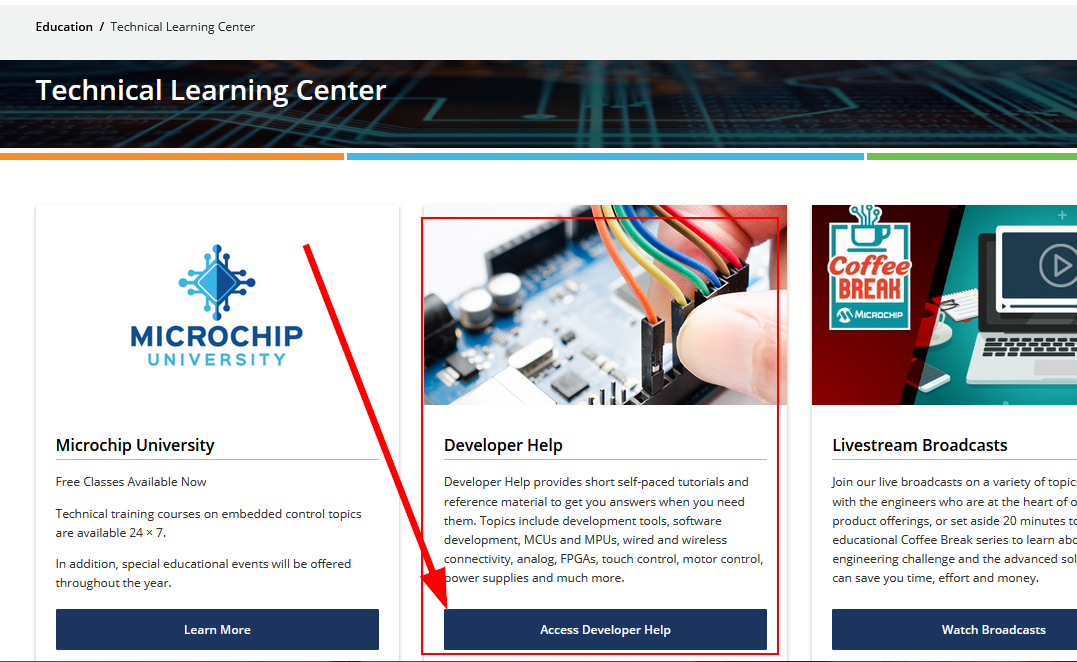 Education / Technical Learning Center
Technical Learning Center
MICROCHIP
UNIVERSITY
Microchip University
Free Classes Available Now
Technical training courses on embedded control topics
are available 24 × 7.
In addition, special educational events will be offered
throughout the year.
Learn More
Developer Help
Developer Help provides short self-paced tutorials and
reference material to get you answers when you need
them. Topics include development tools, software
development, MCUs and MPUs, wired and wireless
connectivity, analog, FPGAs, touch control, motor control,
power supplies and much more.
Access Developer Help
Coffee
BREAK
MICROCHIP
Livestream Broadcasts
Join our live broadcasts on a variety of topic
with the engineers who are at the heart of o
product offerings, or set aside 20 minutes to
educational Coffee Break series to learn abo
engineering challenge and the advanced sol
can save you time, effort and money.
Watch Broadcasts